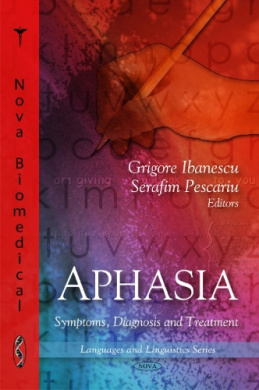 Nova Biomedical
Grigore Ibanescu
Serafim Pescariu
Editors
APHASIA
Symptoms, Diagnosis and Treatment
Languages and Linguistics Series
NOVA